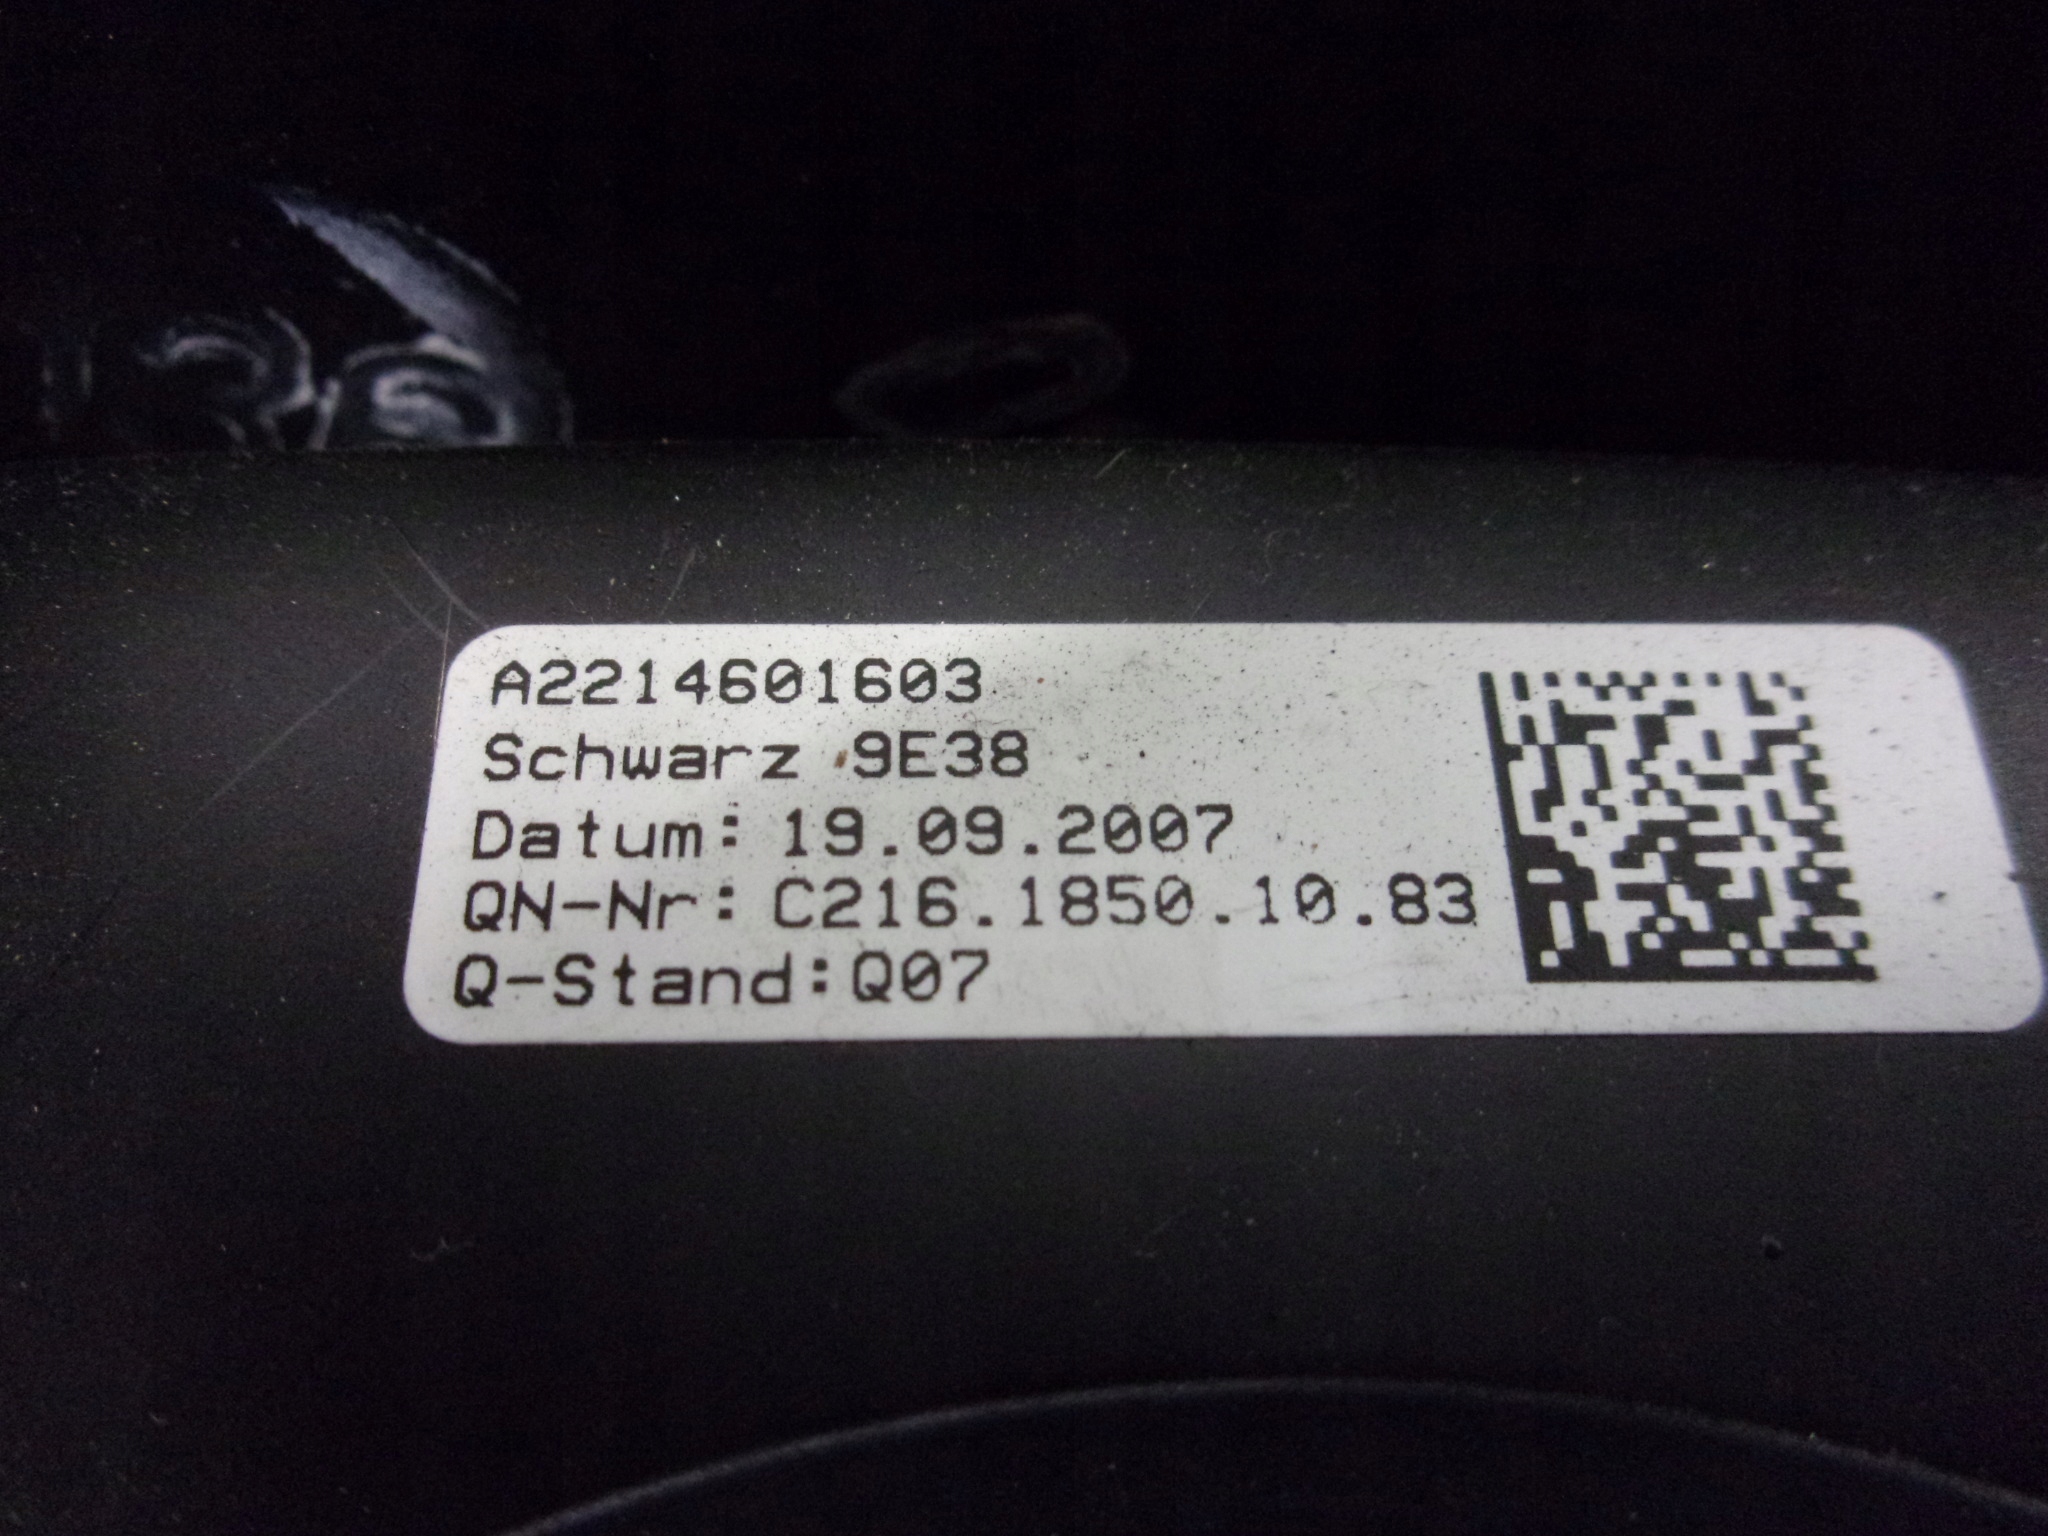 A2214601603
Schwarz 9E38
Datum: 19.09.2007
QN-Nr: C216.1850.10.83
Q-Stand:Q07